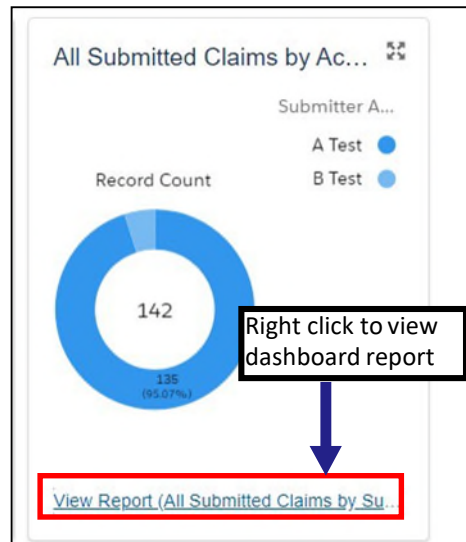 All Submitted Claims by Ac...
Submitter A...
A Test
B Test
Record Count
142
135
(95.07%)
Right click to view
dashboard report
View Report (All Submitted Claims by Su...